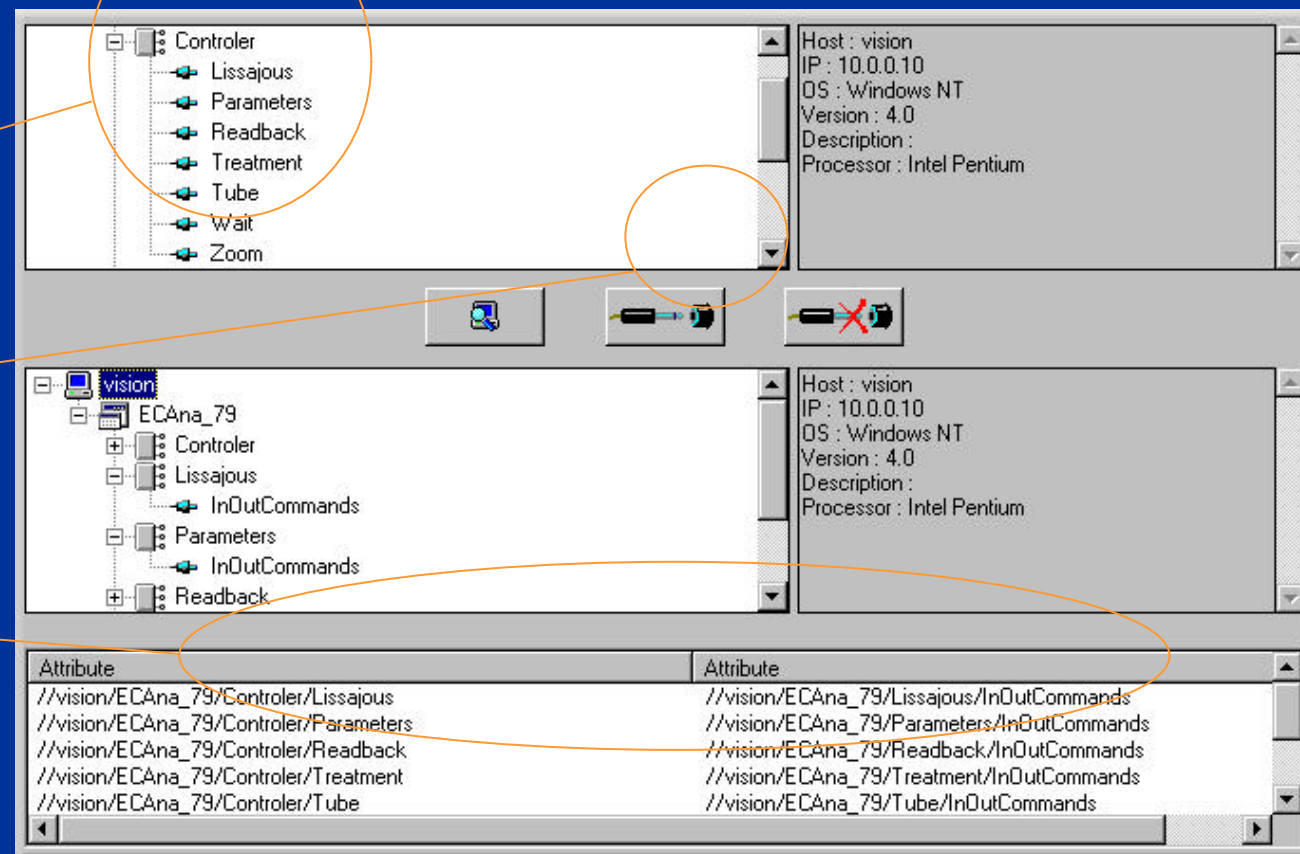 Controler
Lissajous
Parameters
Readback
Treatment
Tube
Wait
Zoom
Host : vision
IP : 10.0.0.10
OS : Windows NT
Version : 4.0
Description :
Processor : Intel Pentium
vision
ECAna_79
Controler
Lissajous
InOutCommands
Parameters
InOutCommands
Readback
Host : vision
IP : 10.0.0.10
OS : Windows NT
Version : 4.0
Description :
Processor : Intel Pentium
Attribute Attribute
//vision/ECAna_79/Controler/Lissajous //vision/ECAna_79/Lissajous/InOutCommands
//vision/ECAna_79/Controler/Parameters //vision/ECAna_79/Parameters/InOutCommands
//vision/ECAna_79/Controler/Readback //vision/ECAna_79/Readback/InOutCommands
//vision/ECAna_79/Controler/Treatment //vision/ECAna_79/Treatment/InOutCommands
//vision/ECAna_79/Controler/Tube //vision/ECAna_79/Tube/InOutCommands